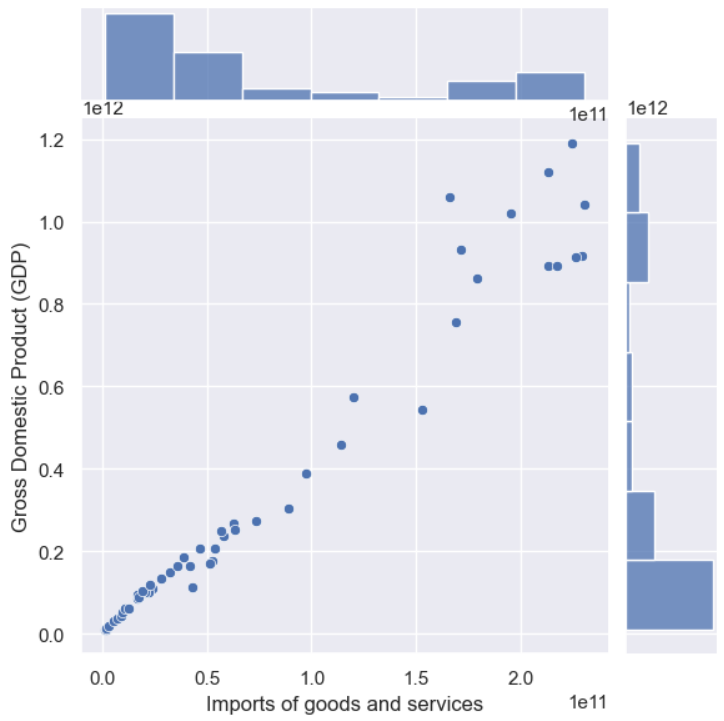 1e12
1e11
1e12
1.2
1.0
0.8
0.6
0.4
0.2
0.0
Gross Domestic Product (GDP)
0.0 0.5 1.0 1.5 2.0
Imports of goods and services
1e11